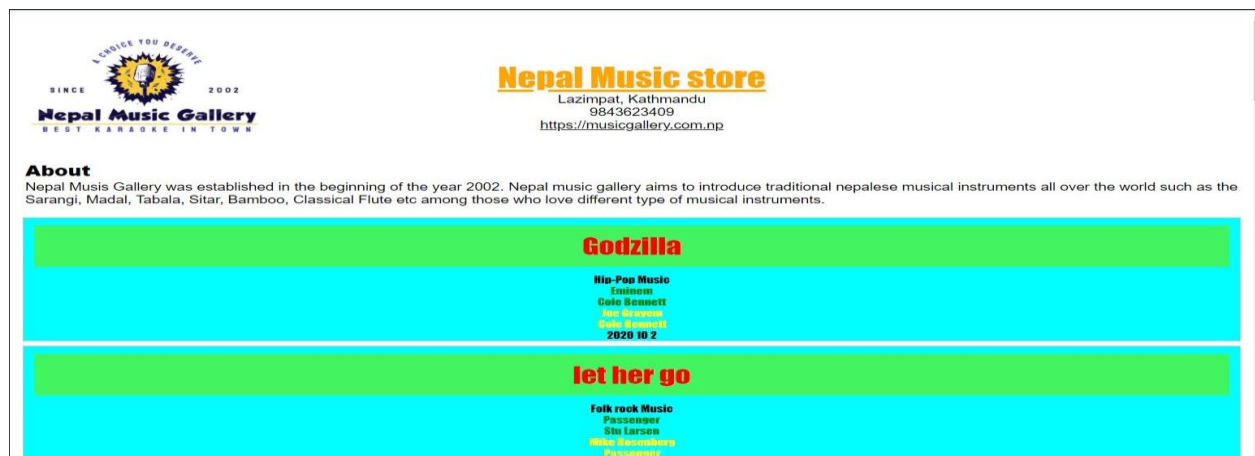 A CHOICE YOU DESERVE
SINCE 2002
Nepal Music Gallery
BEST KARAOKE IN TOWN
Nepal Music store
Lazimpat, Kathmandu
9843623409
https://musicgallery.com.np
About
Nepal Musis Gallery was established in the beginning of the year 2002. Nepal music gallery aims to introduce traditional nepalese musical instruments all over the world such as the
Sarangi, Madal, Tabala, Sitar, Bamboo, Classical Flute etc among those who love different type of musical instruments.
Godzilla
Hip-Pop Music
Eminem
Cole Bennett
Joe Grayem
Cole Bennett
2020 10 2
let her go
Folk rock Music
Passenger
Stu Larsen
Mike Rosenberg
Passenger